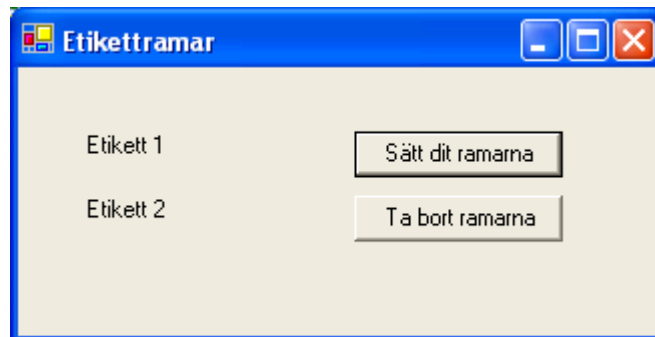 Etikettramar
Etikett 1
Sätt dit ramarna
Etikett 2
Ta bort ramarna